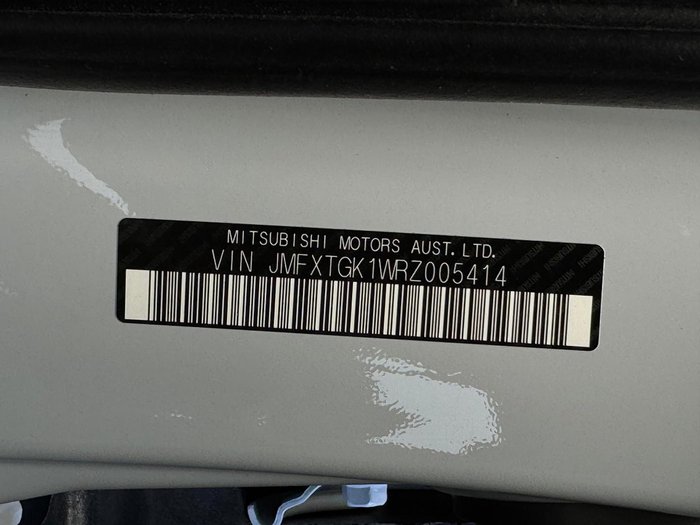 MITSUBISHI MOTORS AUST. LTD.
VIN JMFXTGK1WRZ005414